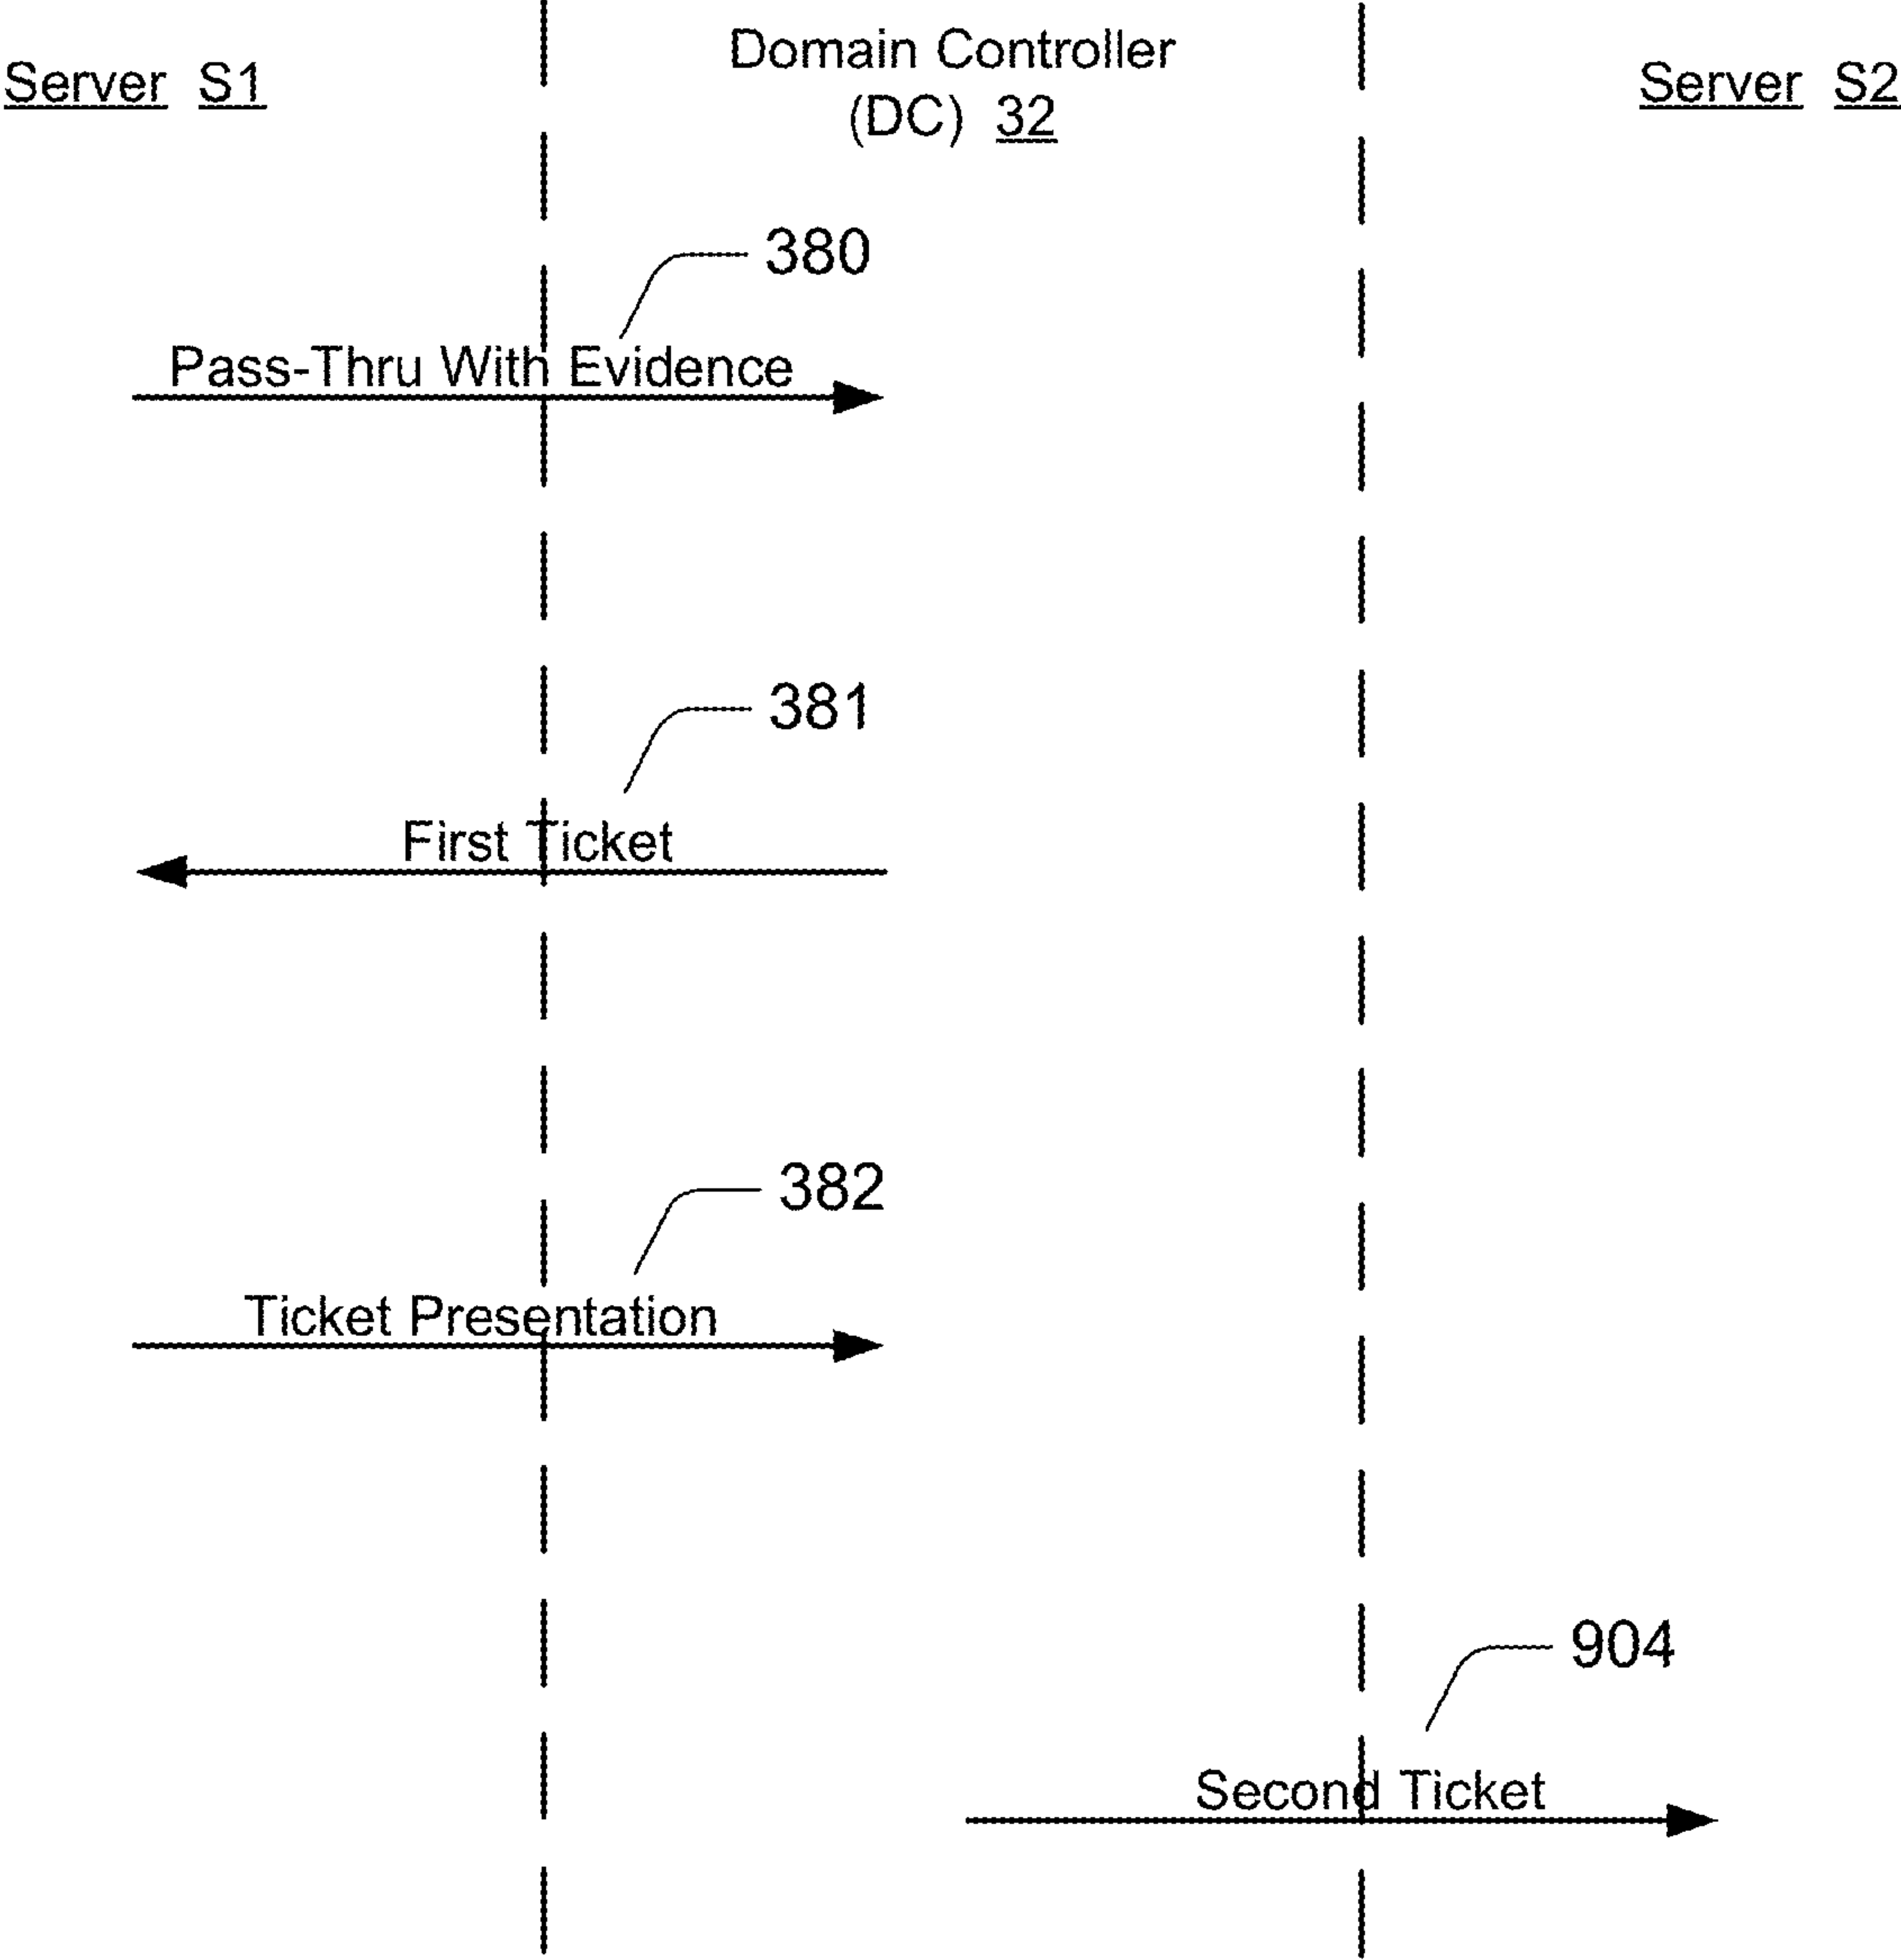 Server S1
Domain Controller
(DC) 32
Server S2
380
Pass-Thru With Evidence
381
First Ticket
382
Ticket Presentation
904
Second Ticket